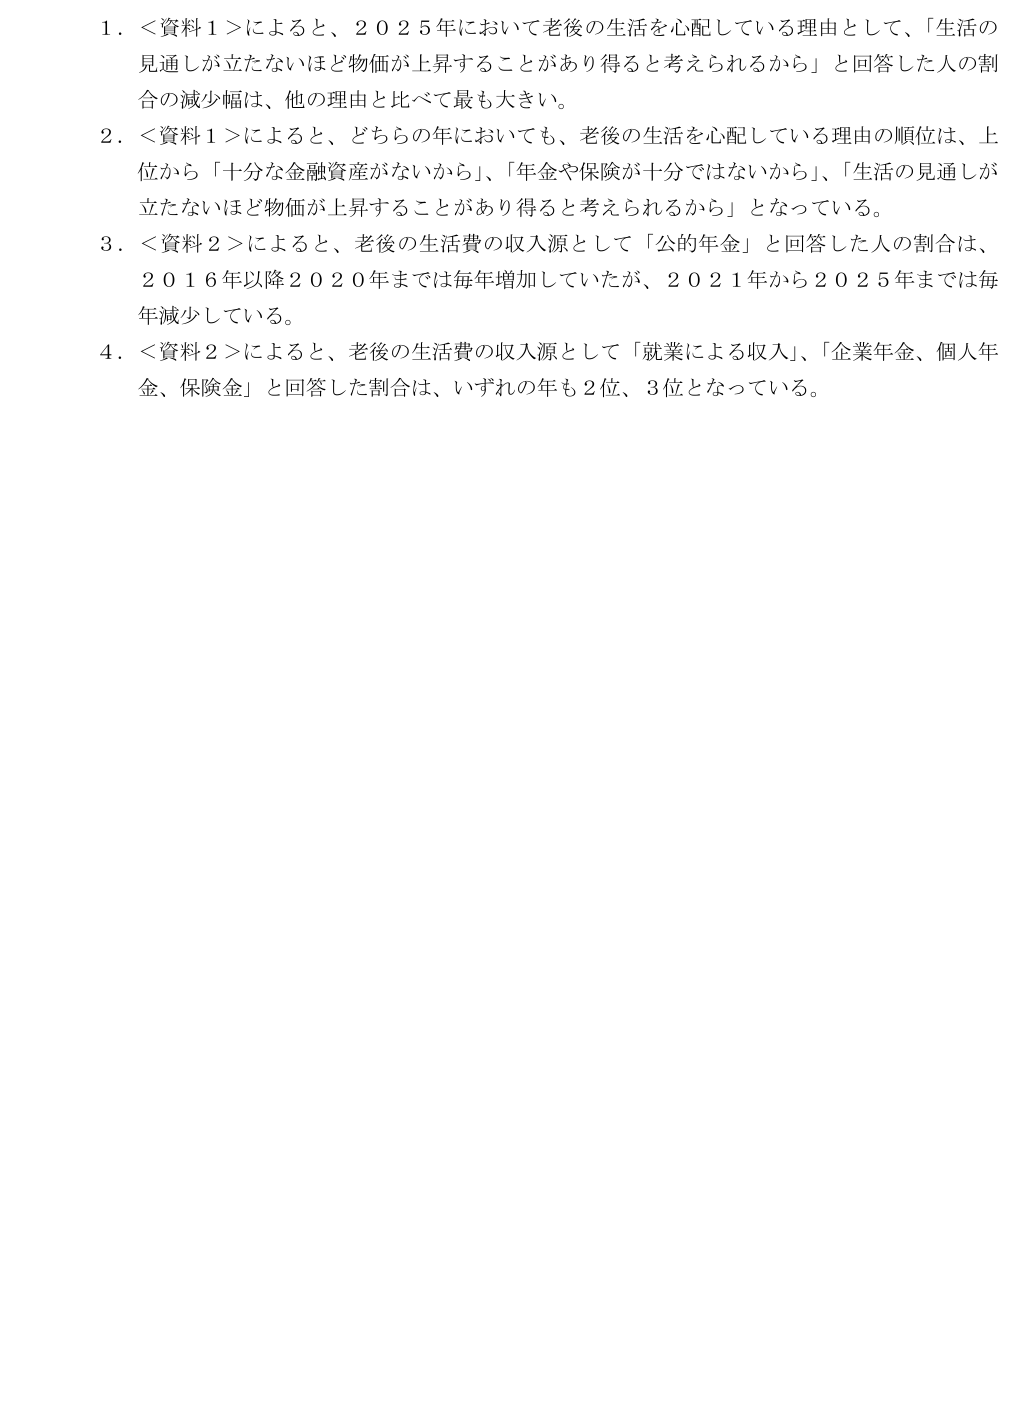 １．＜資料１＞によると、２０２５年において老後の生活を心配している理由として、「生活の
見通しが立たないほど物価が上昇することがあり得ると考えられるから」と回答した人の割
合の減少幅は、他の理由と比べて最も大きい。
２．＜資料１＞によると、どちらの年においても、老後の生活を心配している理由の順位は、上
位から「十分な金融資産がないから」、「年金や保険が十分ではないから」、「生活の見通しが
立たないほど物価が上昇することがあり得ると考えられるから」となっている。
３．＜資料２＞によると、老後の生活費の収入源として「公的年金」と回答した人の割合は、
２０１６年以降２０２０年までは毎年増加していたが、２０２１年から２０２５年までは毎
年減少している。
４．＜資料２＞によると、老後の生活費の収入源として「就業による収入」、「企業年金、個人年
金、保険金」と回答した割合は、いずれの年も２位、３位となっている。